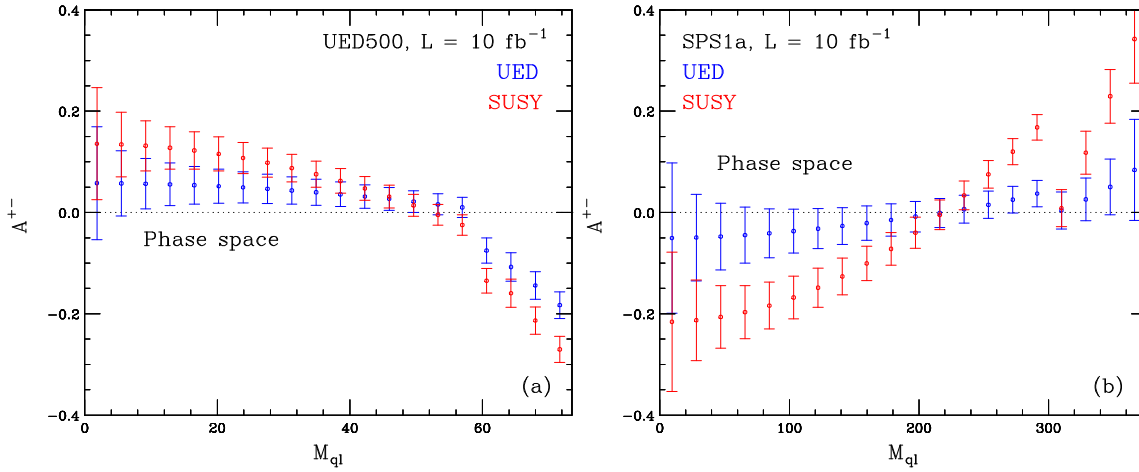 UED500, L = 10 fb⁻¹
UED
SUSY
Phase space
(a)
0.4
0.2
0.0
−0.2
−0.4
A⁺⁻
0
20
40
60
M_ql
SPS1a, L = 10 fb⁻¹
UED
SUSY
Phase space
(b)
0.4
0.2
0.0
−0.2
−0.4
A⁺⁻
0
100
200
300
M_ql